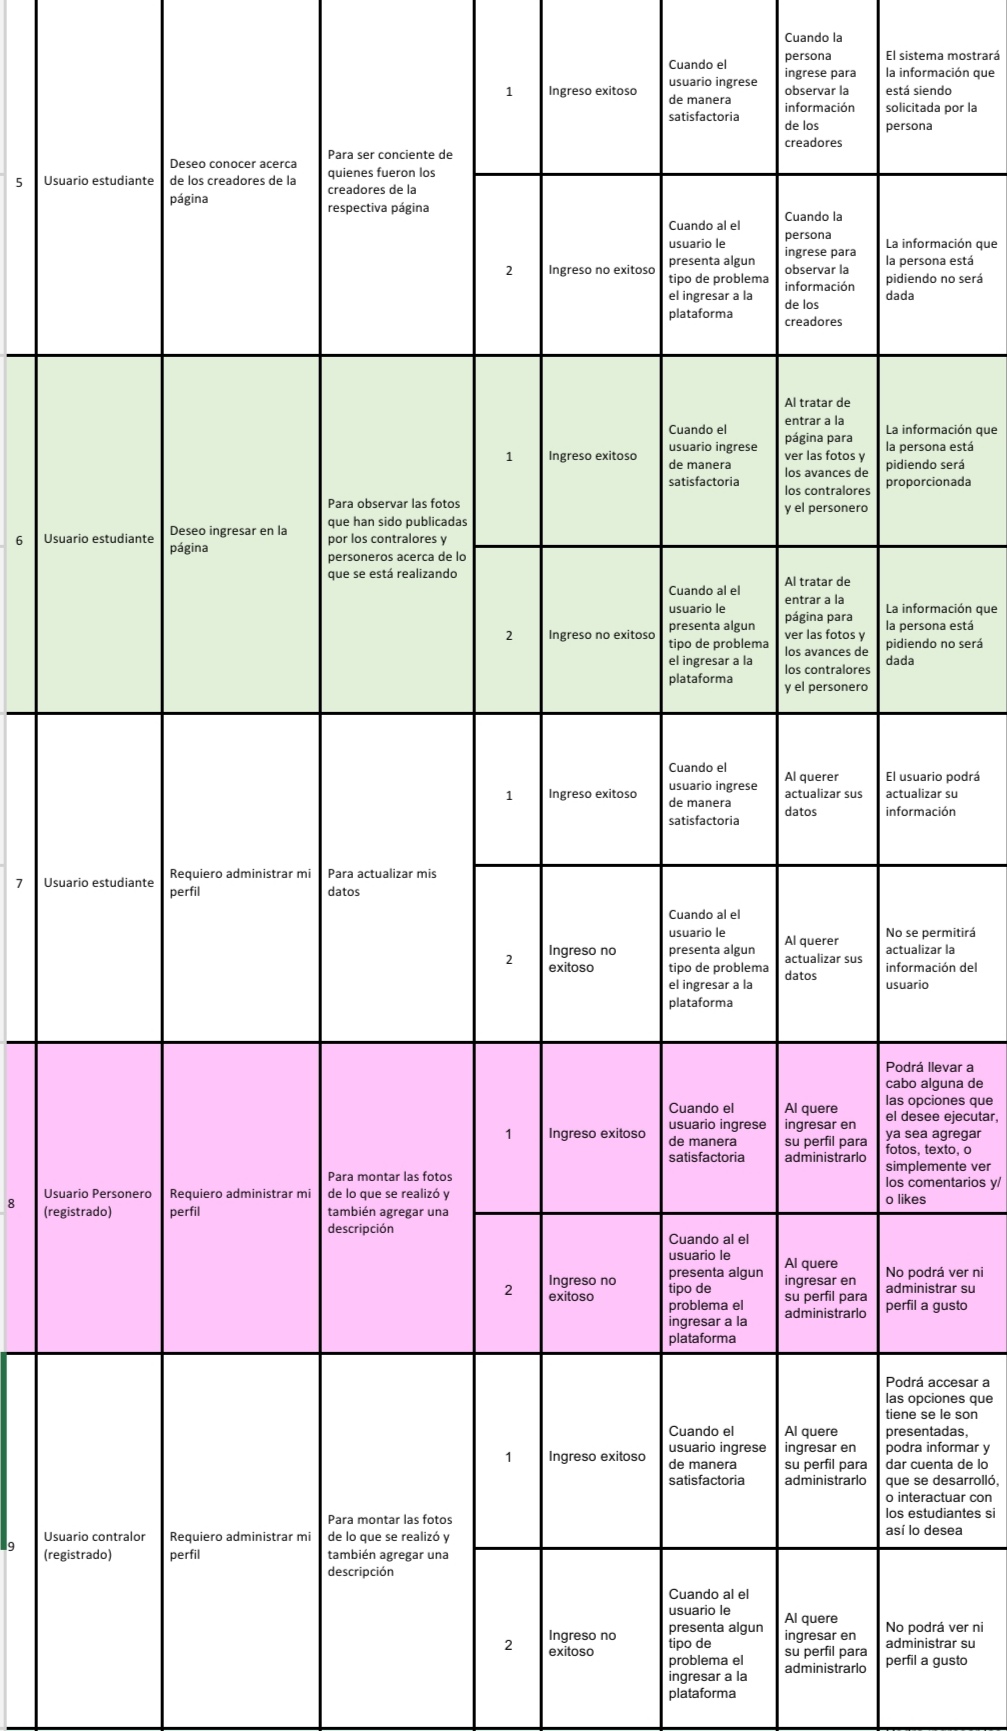 5
Usuario estudiante
Deseo conocer acerca
de los creadores de la
página
Para ser conciente de
quienes fueron los
creadores de la
respectiva página
1
Ingreso exitoso
Cuando el
usuario ingrese
de manera
satisfactoria
Cuando la
persona
ingrese para
observar la
información
de los
creadores
El sistema mostrará
la información que
está siendo
solicitada por la
persona
2
Ingreso no exitoso
Cuando al el
usuario le
presenta algun
tipo de problema
el ingresar a la
plataforma
Cuando la
persona
ingrese para
observar la
información
de los
creadores
La información que
la persona está
pidiendo no será
dada
6
Usuario estudiante
Deseo ingresar en la
página
Para observar las fotos
que han sido publicadas
por los contralores y
personeros acerca de lo
que se está realizando
1
Ingreso exitoso
Cuando el
usuario ingrese
de manera
satisfactoria
Al tratar de
entrar a la
página para
ver las fotos y
los avances de
los contralores
y el personero
La información que
la persona está
pidiendo será
proporcionada
2
Ingreso no exitoso
Cuando al el
usuario le
presenta algun
tipo de problema
el ingresar a la
plataforma
Al tratar de
entrar a la
página para
ver las fotos y
los avances de
los contralores
y el personero
La información que
la persona está
pidiendo no será
dada
7
Usuario estudiante
Requiero administrar mi
perfil
Para actualizar mis
datos
1
Ingreso exitoso
Cuando el
usuario ingrese
de manera
satisfactoria
Al querer
actualizar sus
datos
El usuario podrá
actualizar su
información
2
Ingreso no
exitoso
Cuando al el
usuario le
presenta algun
tipo de problema
el ingresar a la
plataforma
Al querer
actualizar sus
datos
No se permitirá
actualizar la
información del
usuario
8
Usuario Personero
(registrado)
Requiero administrar mi
perfil
Para montar las fotos
de lo que se realizó y
también agregar una
descripción
1
Ingreso exitoso
Cuando el
usuario ingrese
de manera
satisfactoria
Al quere
ingresar en
su perfil para
administrarlo
Podrá llevar a
cabo alguna de
las opciones que
el desee ejecutar,
ya sea agregar
fotos, texto, o
simplemente ver
los comentarios y/
o likes
2
Ingreso no
exitoso
Cuando al el
usuario le
presenta algun
tipo de
problema el
ingresar a la
plataforma
Al quere
ingresar en
su perfil para
administrarlo
No podrá ver ni
administrar su
perfil a gusto
9
Usuario contralor
(registrado)
Requiero administrar mi
perfil
Para montar las fotos
de lo que se realizó y
también agregar una
descripción
1
Ingreso exitoso
Cuando el
usuario ingrese
de manera
satisfactoria
Al quere
ingresar en
su perfil para
administrarlo
Podrá accesar a
las opciones que
tiene se le son
presentadas,
podra informar y
dar cuenta de lo
que se desarrolló,
o interactuar con
los estudiantes si
así lo desea
2
Ingreso no
exitoso
Cuando al el
usuario le
presenta algun
tipo de
problema el
ingresar a la
plataforma
Al quere
ingresar en
su perfil para
administrarlo
No podrá ver ni
administrar su
perfil a gusto